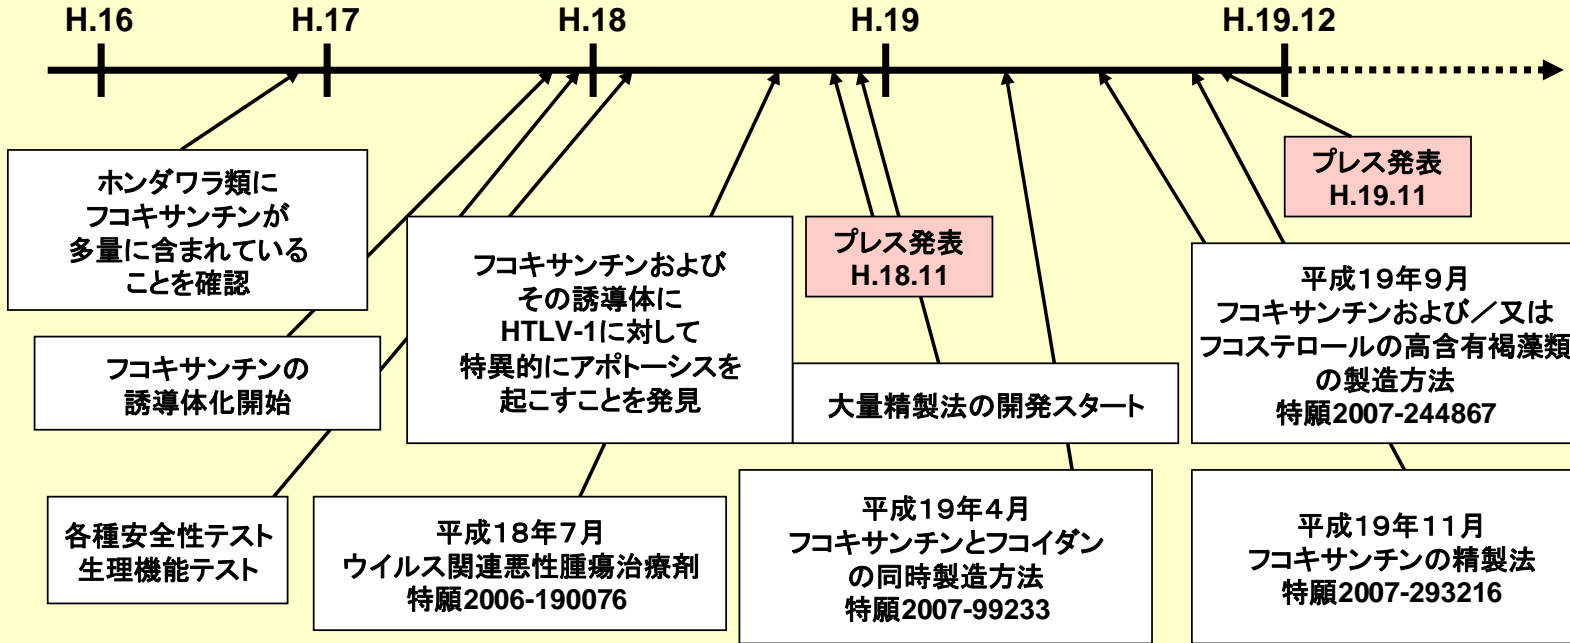 H.16
H.17
H.18
H.19
H.19.12
ホンダワラ類に
フコキサンチンが
多量に含まれている
ことを確認
フコキサンチンの
誘導体化開始
各種安全性テスト
生理機能テスト
フコキサンチンおよび
その誘導体に
HTLV-1に対して
特異的にアポトーシスを
起こすことを発見
平成18年7月
ウイルス関連悪性腫瘍治療剤
特願2006-190076
プレス発表
H.18.11
大量精製法の開発スタート
平成19年4月
フコキサンチンとフコイダン
の同時製造方法
特願2007-99233
プレス発表
H.19.11
平成19年9月
フコキサンチンおよび／又は
フコステロールの高含有褐藻類
の製造方法
特願2007-244867
平成19年11月
フコキサンチンの精製法
特願2007-293216